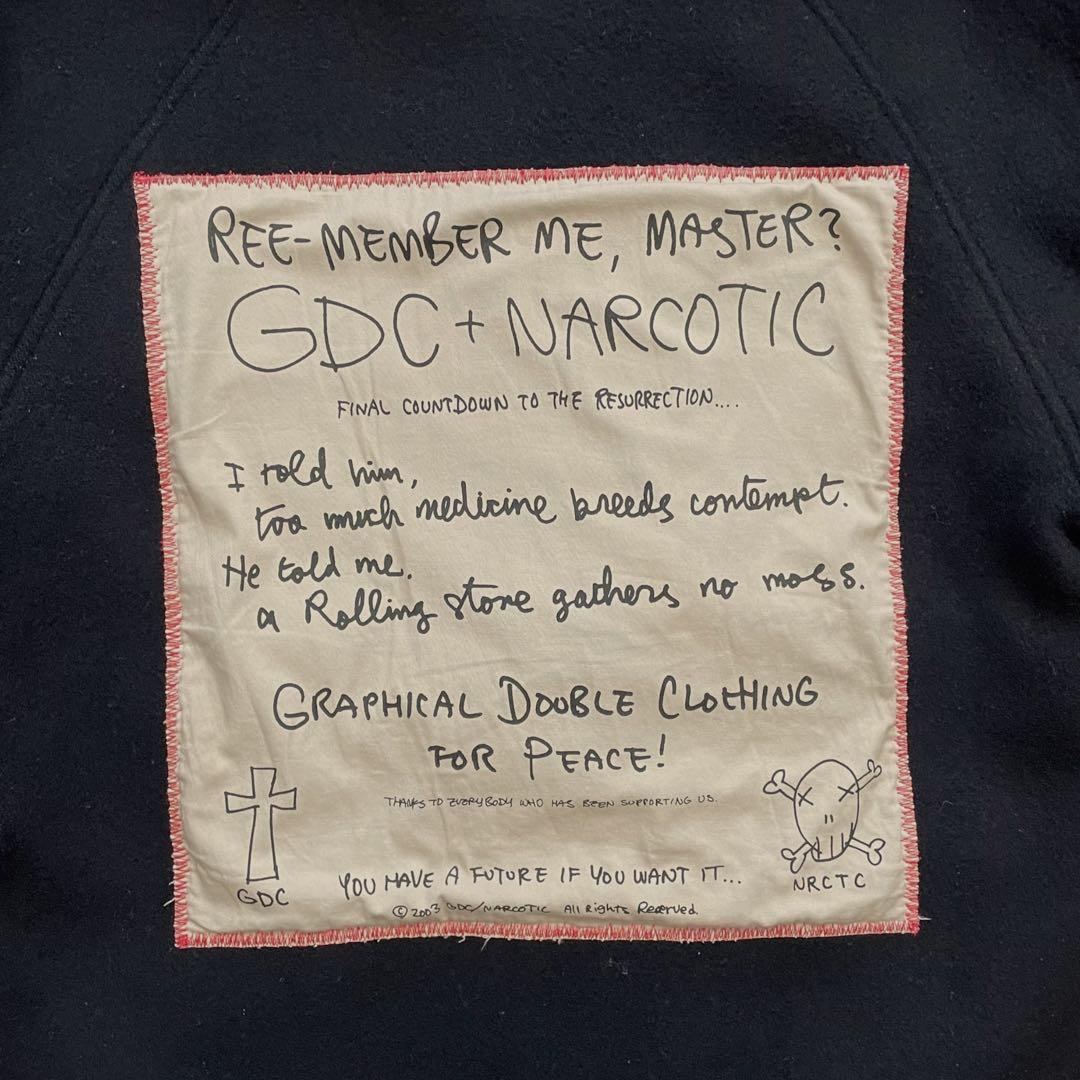 REE-MEMBER ME, MASTER?
GDC + NARCOTIC
FINAL COUNTDOWN TO THE RESURRECTION....
I told him,
too much medicine breeds contempt.
He told me.
a Rolling stone gathers no moss.
GRAPHICAL DOUBLE CLOTHING
FOR PEACE!
THANKS TO EVERYBODY WHO HAS BEEN SUPPORTING US.
GDC
NRCTC
YOU HAVE A FUTURE IF YOU WANT IT...
© 2003 GDC/NARCOTIC All Rights Reserved.